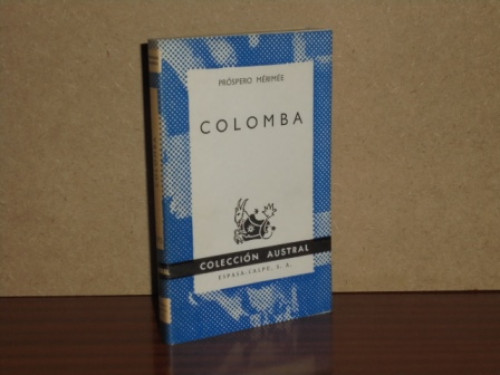 PRÓSPERO MÉRIMÉE
COLOMBA
COLECCIÓN AUSTRAL
ESPASA-CALPE, S. A.